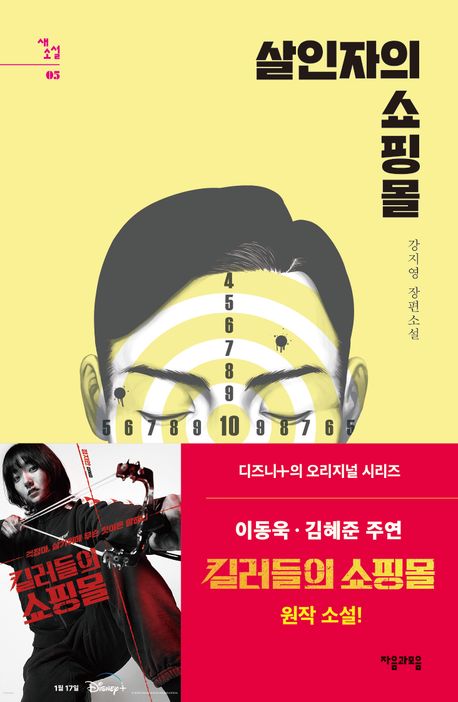 새소설
05
살인자의
쇼핑몰
강지영 장편소설
4
5
6
7
8
9
5 6 7 8 9 10 9 8 7 6 5
디즈니+의 오리지널 시리즈
이동욱·김혜준 주연
킬러들의 쇼핑몰
원작 소설!
자음과모음
킬러들의
쇼핑몰
1월 17일 Disney+